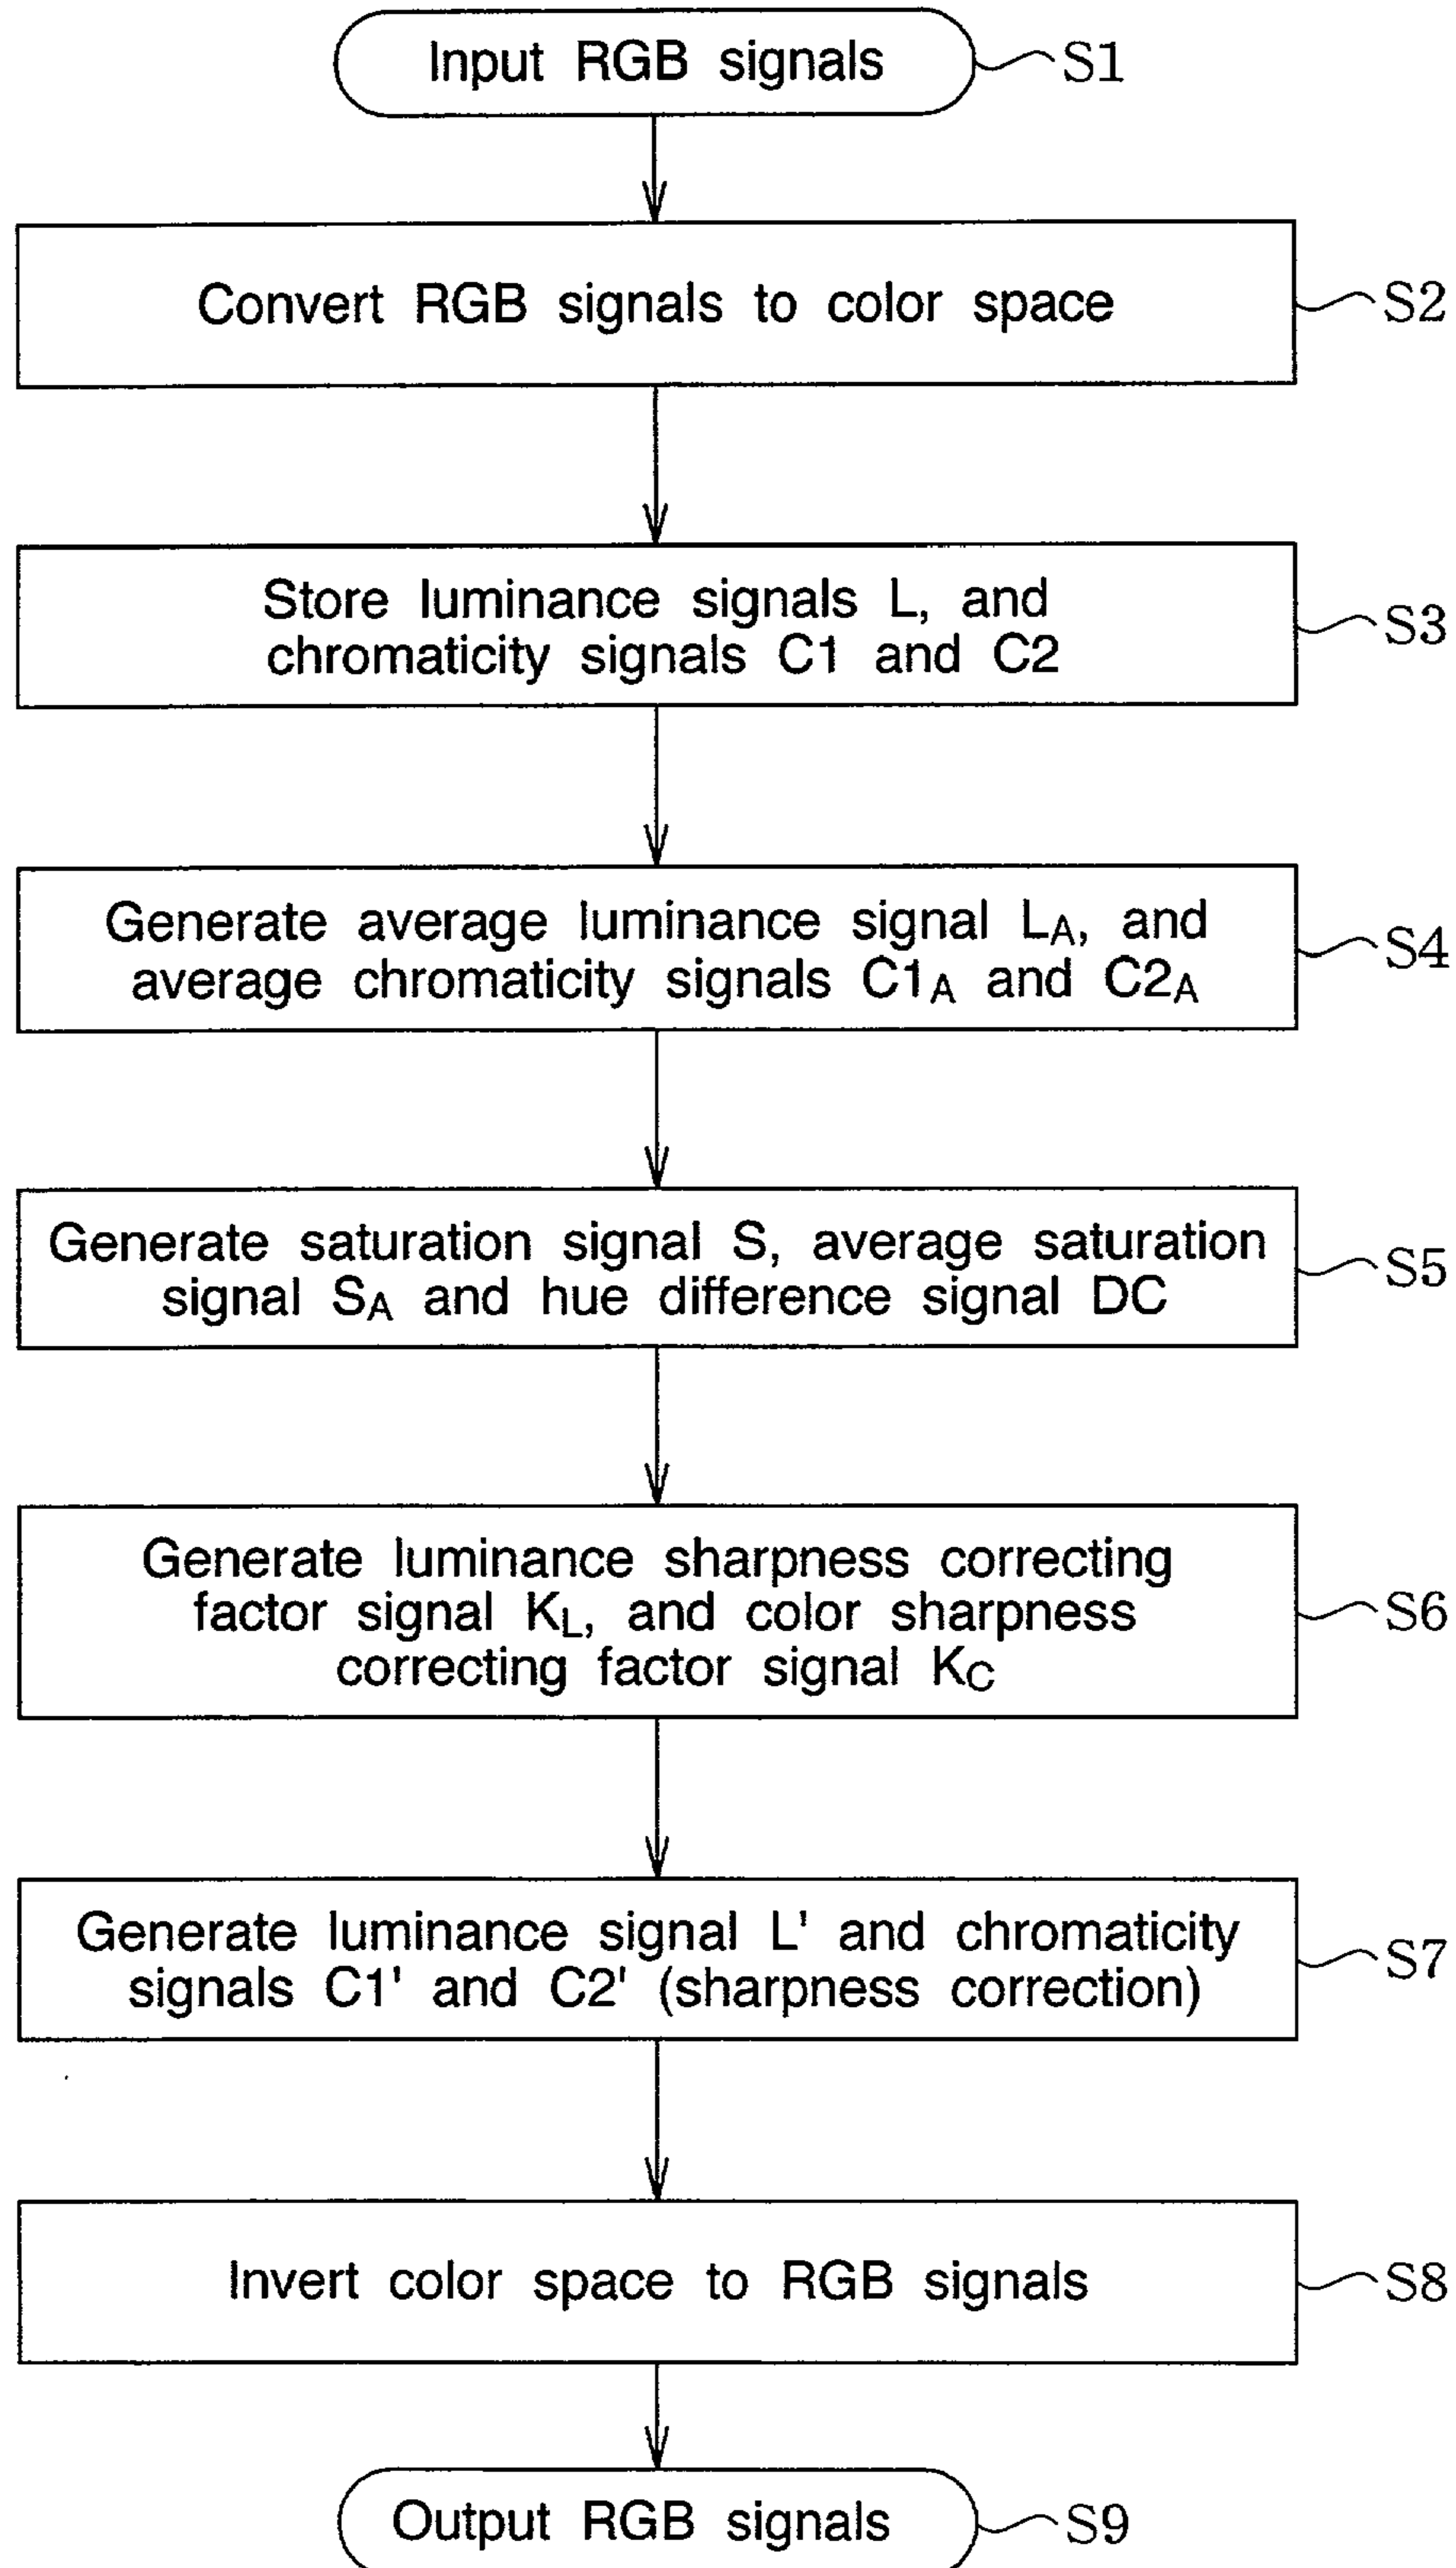 Input RGB signals
S1
Convert RGB signals to color space
S2
Store luminance signals L, and
chromaticity signals C1 and C2
S3
Generate average luminance signal LA, and
average chromaticity signals C1A and C2A
S4
Generate saturation signal S, average saturation
signal SA and hue difference signal DC
S5
Generate luminance sharpness correcting
factor signal KL, and color sharpness
correcting factor signal KC
S6
Generate luminance signal L' and chromaticity
signals C1' and C2' (sharpness correction)
S7
Invert color space to RGB signals
S8
Output RGB signals
S9